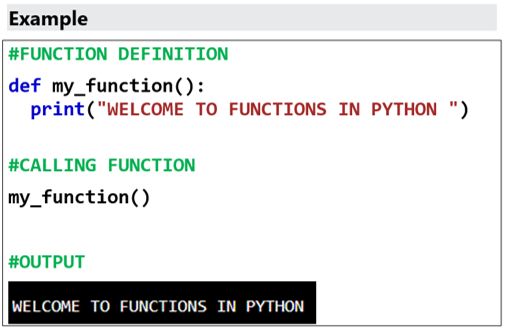 Example
#FUNCTION DEFINITION
def my_function():
  print("WELCOME TO FUNCTIONS IN PYTHON ")
#CALLING FUNCTION
my_function()
#OUTPUT
WELCOME TO FUNCTIONS IN PYTHON